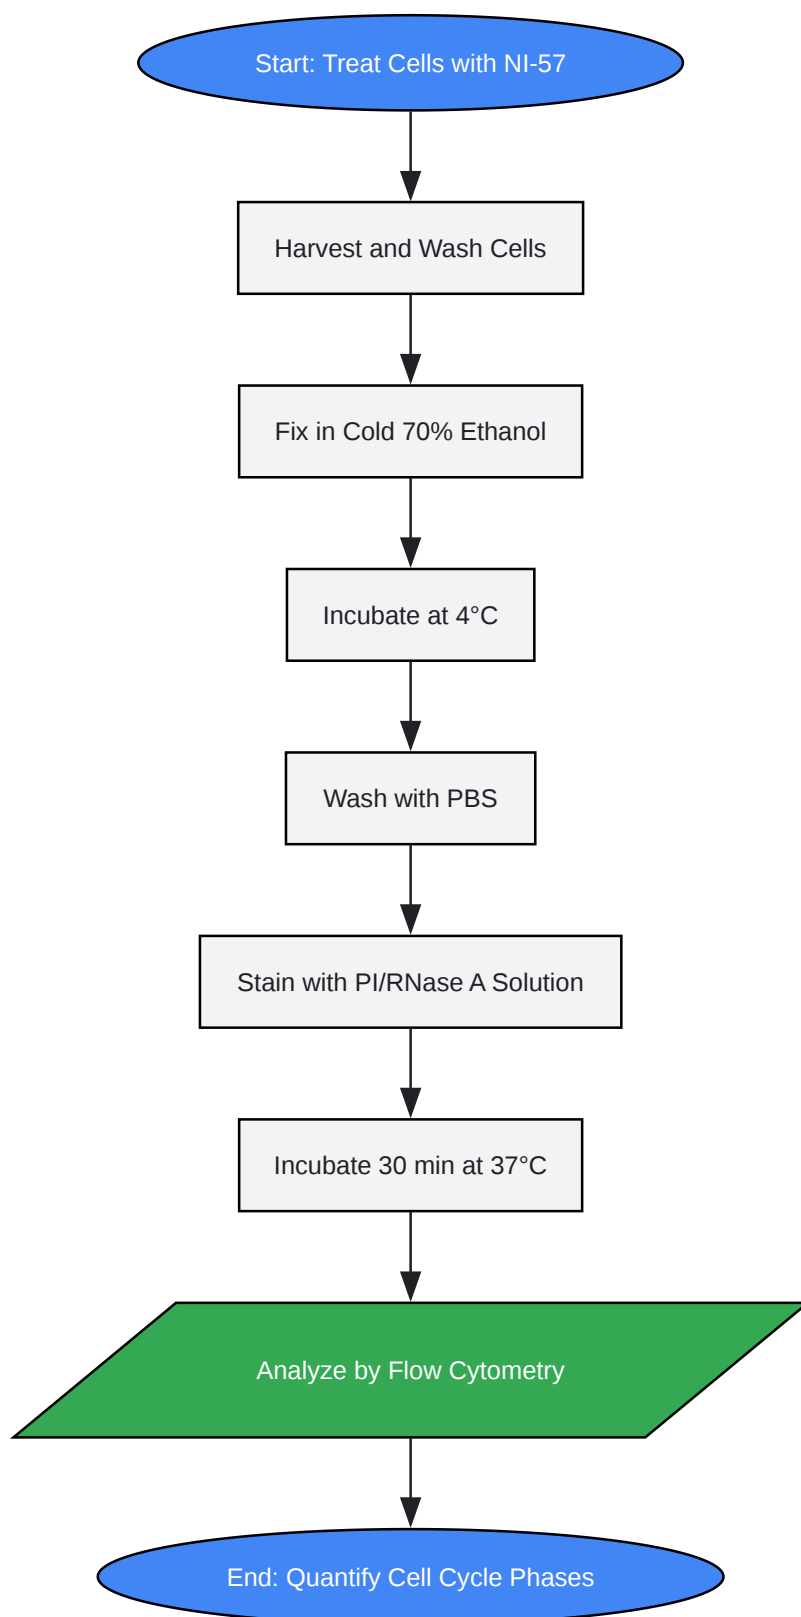 Start: Treat Cells with NI-57
Harvest and Wash Cells
Fix in Cold 70% Ethanol
Incubate at 4°C
Wash with PBS
Stain with PI/RNase A Solution
Incubate 30 min at 37°C
Analyze by Flow Cytometry
End: Quantify Cell Cycle Phases